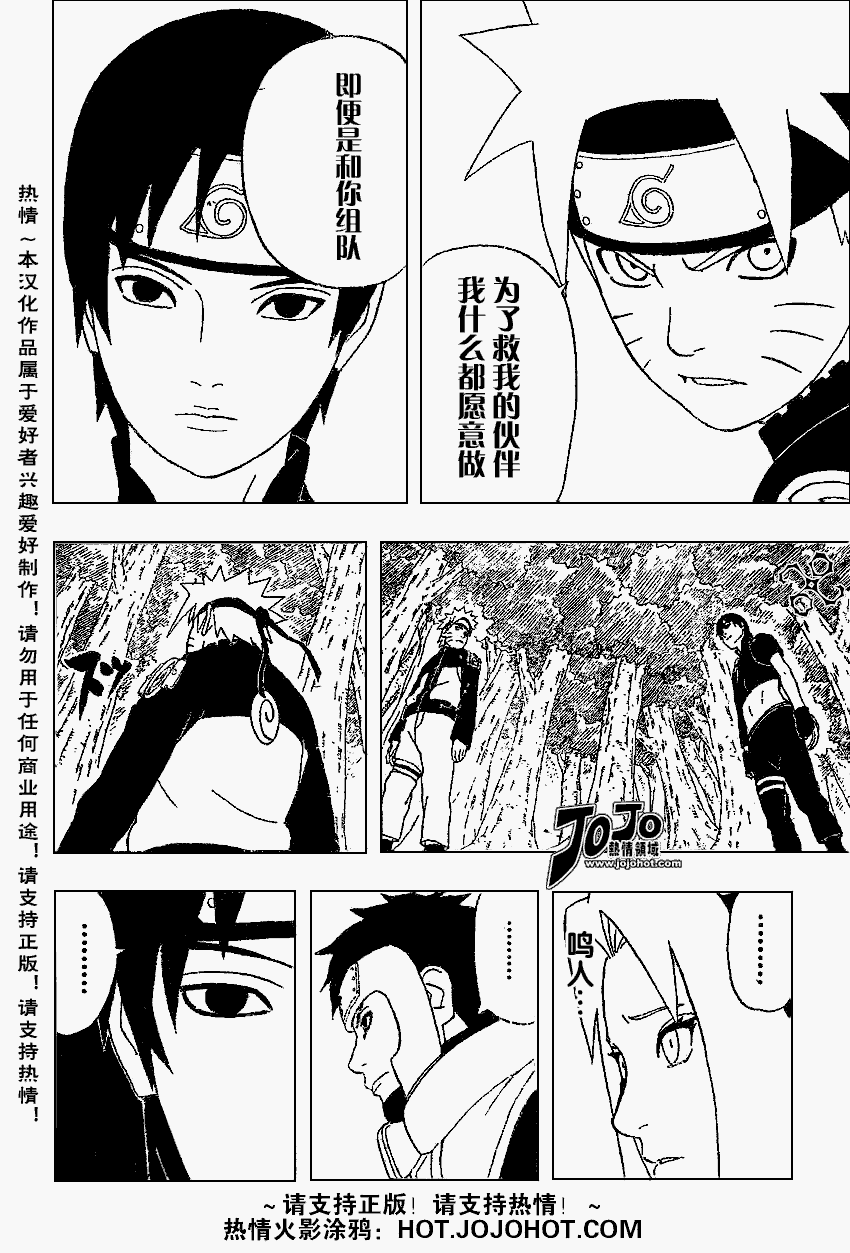 为了救我的伙伴
我什么都愿意做
即便是和你组队
ドッ
JOJO
熱情領域
www.jojohot.com
………
鸣人…
………
………
热情~本汉化作品属于爱好者兴趣爱好制作！请勿用于任何商业用途！请支持正版！请支持热情！
~请支持正版！请支持热情！~
热情火影涂鸦：HOT.JOJOHOT.COM